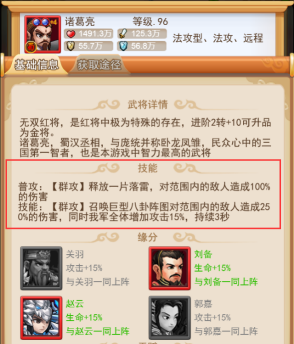 诸葛亮 等级.96
1491.3万 125.3万 法攻型、法攻、远程
85.7万 56.8万
基础信息 获取途径
武将详情
无双红将，是红将中极为特殊的存在，进阶2转+10可升品
为金将。
诸葛亮，蜀汉丞相，与庞统并称卧龙凤雏，民众心中的三
国第一智者，也是本游戏中智力最高的武将
技能
普攻：【群攻】释放一片落雷，对范围内的敌人造成100%
的伤害
技能：【群攻】召唤巨型八卦阵图对范围内的敌人造成25
0%的伤害，同时我军全体增加攻击15%，持续3秒
缘分
关羽 刘备
攻击+15% 生命+15%
与关羽一同上阵 与刘备一同上阵
赵云 郭嘉
生命+15% 攻击+15%
与赵云一同上阵 与郭嘉一同上阵